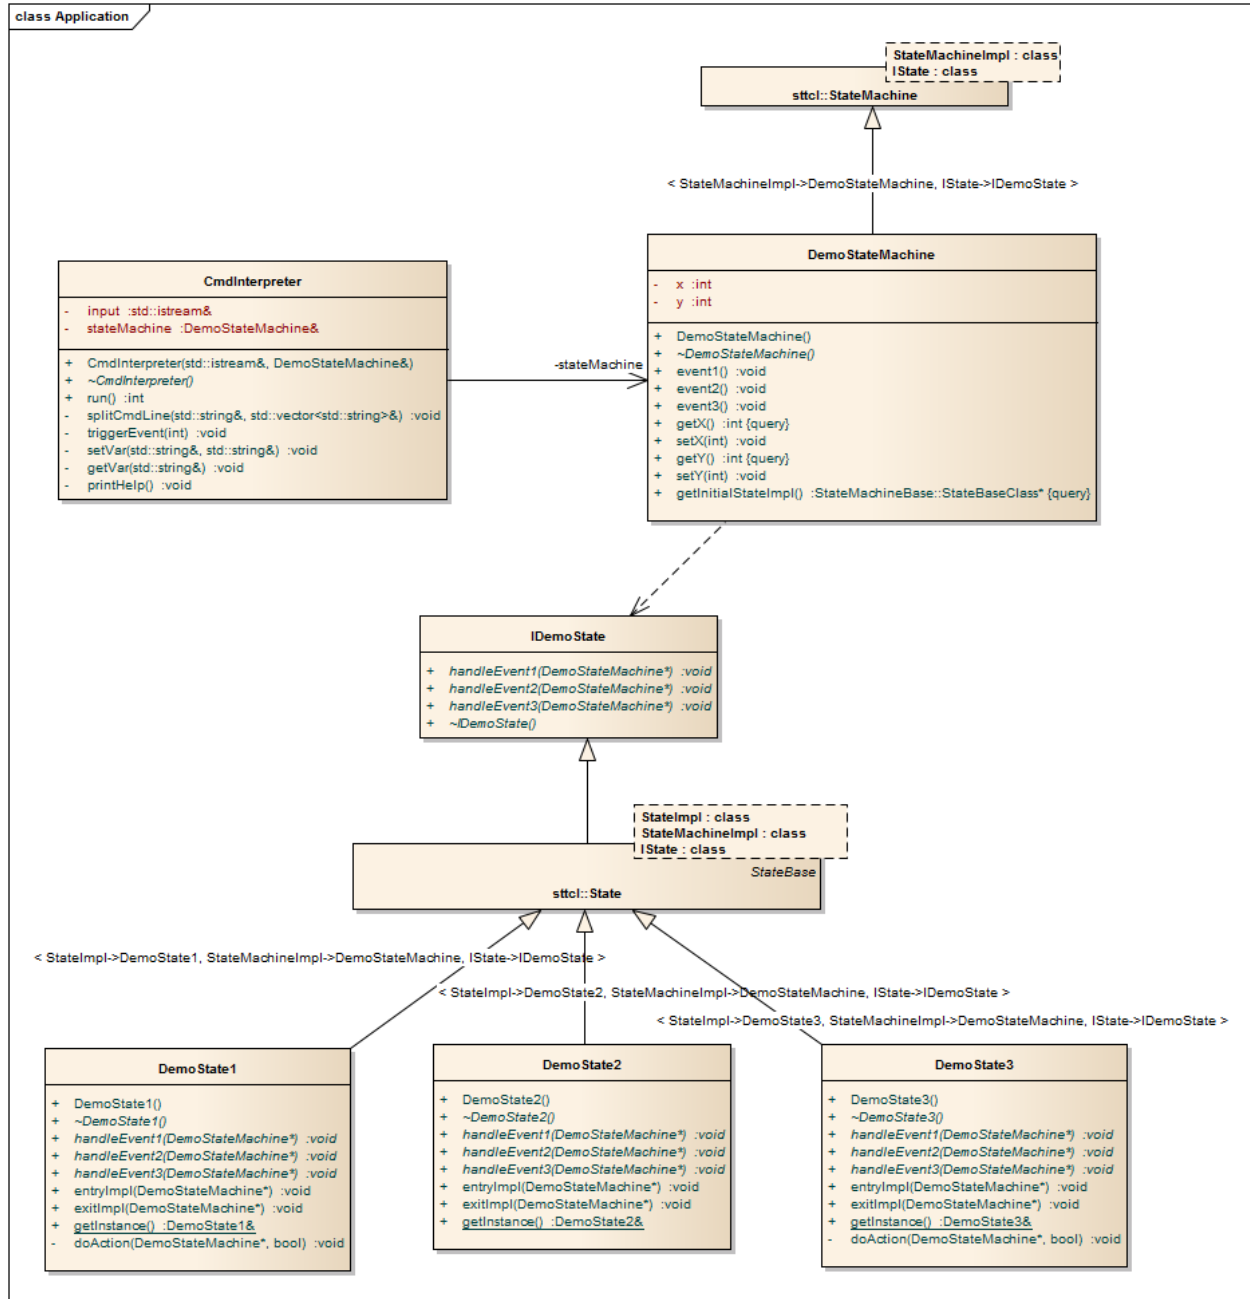 class Application
StateMachineImpl : class
IState : class
sttcl::StateMachine
< StateMachineImpl->DemoStateMachine, IState->IDemoState >
DemoStateMachine
- x :int
- y :int
+ DemoStateMachine()
+ ~DemoStateMachine()
+ event1() :void
+ event2() :void
+ event3() :void
+ getX() :int {query}
+ setX(int) :void
+ getY() :int {query}
+ setY(int) :void
+ getInitialStateImpl() :StateMachineBase::StateBaseClass* {query}
CmdInterpreter
- input :std::istream&
- stateMachine :DemoStateMachine&
+ CmdInterpreter(std::istream&, DemoStateMachine&)
+ ~CmdInterpreter()
+ run() :int
- splitCmdLine(std::string&, std::vector<std::string>&) :void
- triggerEvent(int) :void
- setVar(std::string&, std::string&) :void
- getVar(std::string&) :void
- printHelp() :void
-stateMachine
IDemoState
+ handleEvent1(DemoStateMachine*) :void
+ handleEvent2(DemoStateMachine*) :void
+ handleEvent3(DemoStateMachine*) :void
+ ~IDemoState()
StateImpl : class
StateMachineImpl : class
IState : class
StateBase
sttcl::State
< StateImpl->DemoState1, StateMachineImpl->DemoStateMachine, IState->IDemoState >
< StateImpl->DemoState2, StateMachineImpl->DemoStateMachine, IState->IDemoState >
< StateImpl->DemoState3, StateMachineImpl->DemoStateMachine, IState->IDemoState >
DemoState1
+ DemoState1()
+ ~DemoState1()
+ handleEvent1(DemoStateMachine*) :void
+ handleEvent2(DemoStateMachine*) :void
+ handleEvent3(DemoStateMachine*) :void
+ entryImpl(DemoStateMachine*) :void
+ exitImpl(DemoStateMachine*) :void
+ getInstance() :DemoState1&
- doAction(DemoStateMachine*, bool) :void
DemoState2
+ DemoState2()
+ ~DemoState2()
+ handleEvent1(DemoStateMachine*) :void
+ handleEvent2(DemoStateMachine*) :void
+ handleEvent3(DemoStateMachine*) :void
+ entryImpl(DemoStateMachine*) :void
+ exitImpl(DemoStateMachine*) :void
+ getInstance() :DemoState2&
DemoState3
+ DemoState3()
+ ~DemoState3()
+ handleEvent1(DemoStateMachine*) :void
+ handleEvent2(DemoStateMachine*) :void
+ handleEvent3(DemoStateMachine*) :void
+ entryImpl(DemoStateMachine*) :void
+ exitImpl(DemoStateMachine*) :void
+ getInstance() :DemoState3&
- doAction(DemoStateMachine*, bool) :void